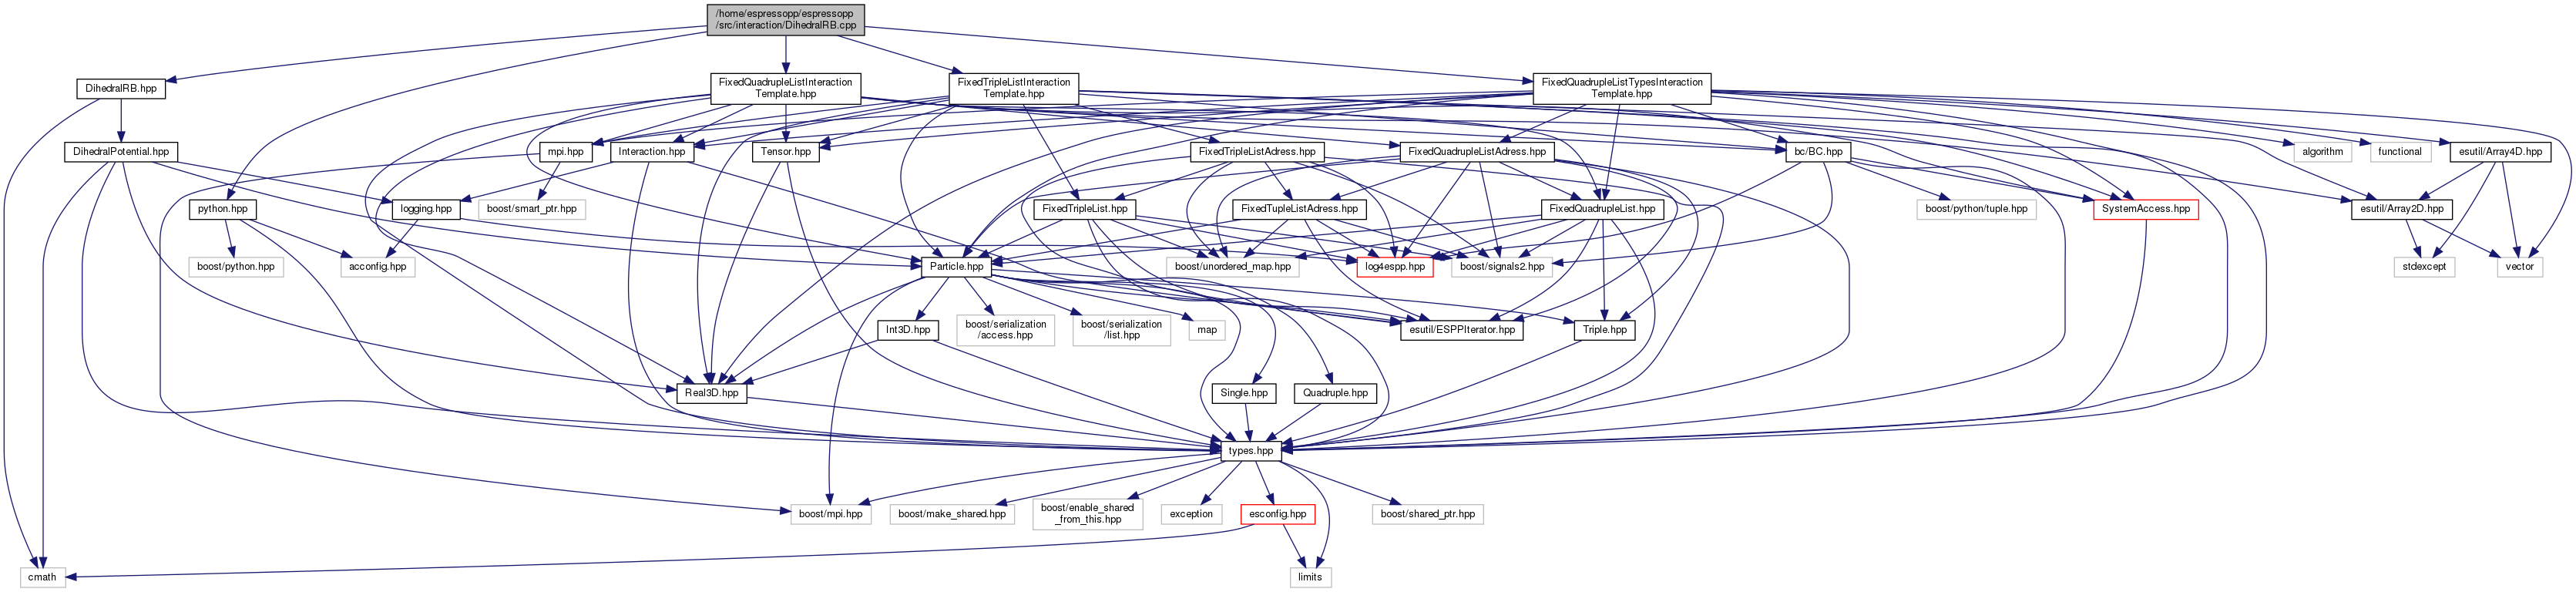 /home/espressopp/espressopp
/src/interaction/DihedralRB.cpp
DihedralRB.hpp
FixedQuadrupleListInteraction
Template.hpp
FixedTripleListInteraction
Template.hpp
FixedQuadrupleListTypesInteraction
Template.hpp
DihedralPotential.hpp
mpi.hpp
Interaction.hpp
Tensor.hpp
FixedTripleListAdress.hpp
FixedQuadrupleListAdress.hpp
bc/BC.hpp
algorithm
functional
esutil/Array4D.hpp
python.hpp
logging.hpp
boost/smart_ptr.hpp
FixedTripleList.hpp
FixedTupleListAdress.hpp
FixedQuadrupleList.hpp
boost/python/tuple.hpp
SystemAccess.hpp
esutil/Array2D.hpp
boost/python.hpp
acconfig.hpp
Particle.hpp
boost/unordered_map.hpp
log4espp.hpp
boost/signals2.hpp
stdexcept
vector
Int3D.hpp
boost/serialization
/access.hpp
boost/serialization
/list.hpp
map
esutil/ESPPIterator.hpp
Triple.hpp
Real3D.hpp
Single.hpp
Quadruple.hpp
types.hpp
boost/mpi.hpp
boost/make_shared.hpp
boost/enable_shared
_from_this.hpp
exception
esconfig.hpp
boost/shared_ptr.hpp
cmath
limits